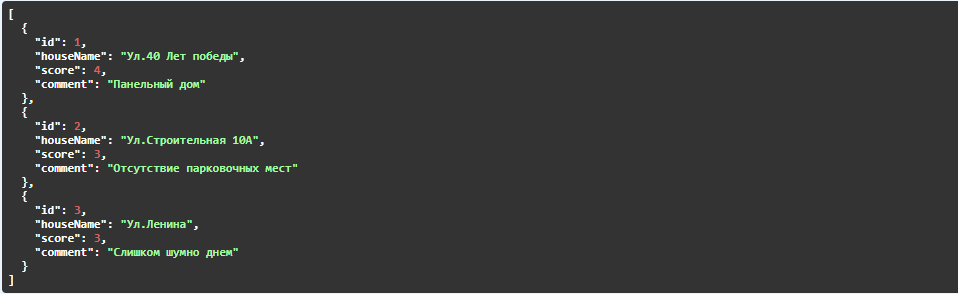 [
  {
    "id": 1,
    "houseName": "Ул.40 Лет победы",
    "score": 4,
    "comment": "Панельный дом"
  },
  {
    "id": 2,
    "houseName": "Ул.Строительная 10А",
    "score": 3,
    "comment": "Отсутствие парковочных мест"
  },
  {
    "id": 3,
    "houseName": "Ул.Ленина",
    "score": 3,
    "comment": "Слишком шумно днем"
  }
]